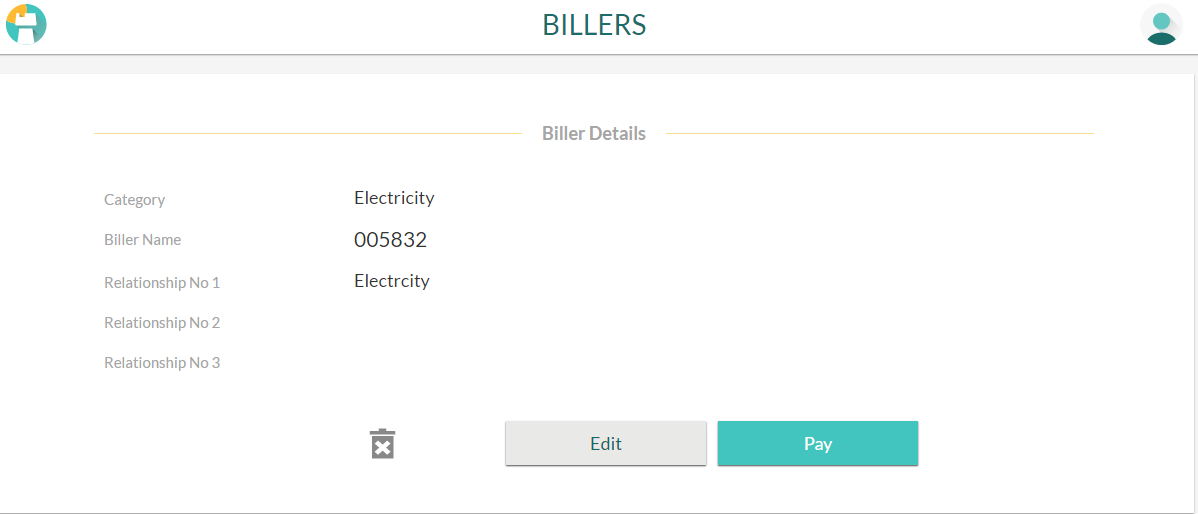 BILLERS
Biller Details
Category Electricity
Biller Name 005832
Relationship No 1 Electrcity
Relationship No 2
Relationship No 3
Edit Pay